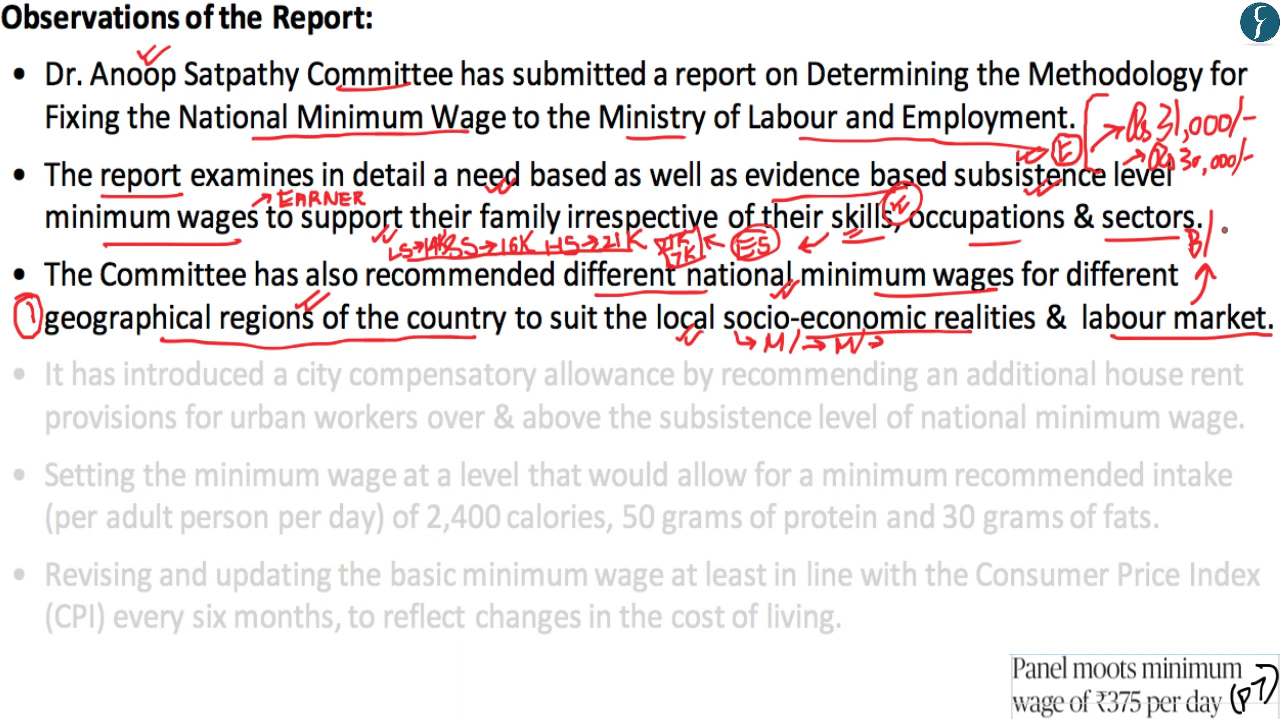 Observations of the Report:
• Dr. Anoop Satpathy Committee has submitted a report on Determining the Methodology for
Fixing the National Minimum Wage to the Ministry of Labour and Employment.
E
Rs 31,000/-
Rs 30,000/-
• The report examines in detail a need based as well as evidence based subsistence level
→ EARNER
minimum wages to support their family irrespective of their skills, occupations & sectors.
LS→14K SS→16K HS→21K
ES
B/
• The Committee has also recommended different national minimum wages for different
1
geographical regions of the country to suit the local socio-economic realities & labour market.
• It has introduced a city compensatory allowance by recommending an additional house rent
provisions for urban workers over & above the subsistence level of national minimum wage.
• Setting the minimum wage at a level that would allow for a minimum recommended intake
(per adult person per day) of 2,400 calories, 50 grams of protein and 30 grams of fats.
• Revising and updating the basic minimum wage at least in line with the Consumer Price Index
(CPI) every six months, to reflect changes in the cost of living.
Panel moots minimum
wage of ₹375 per day (P7)